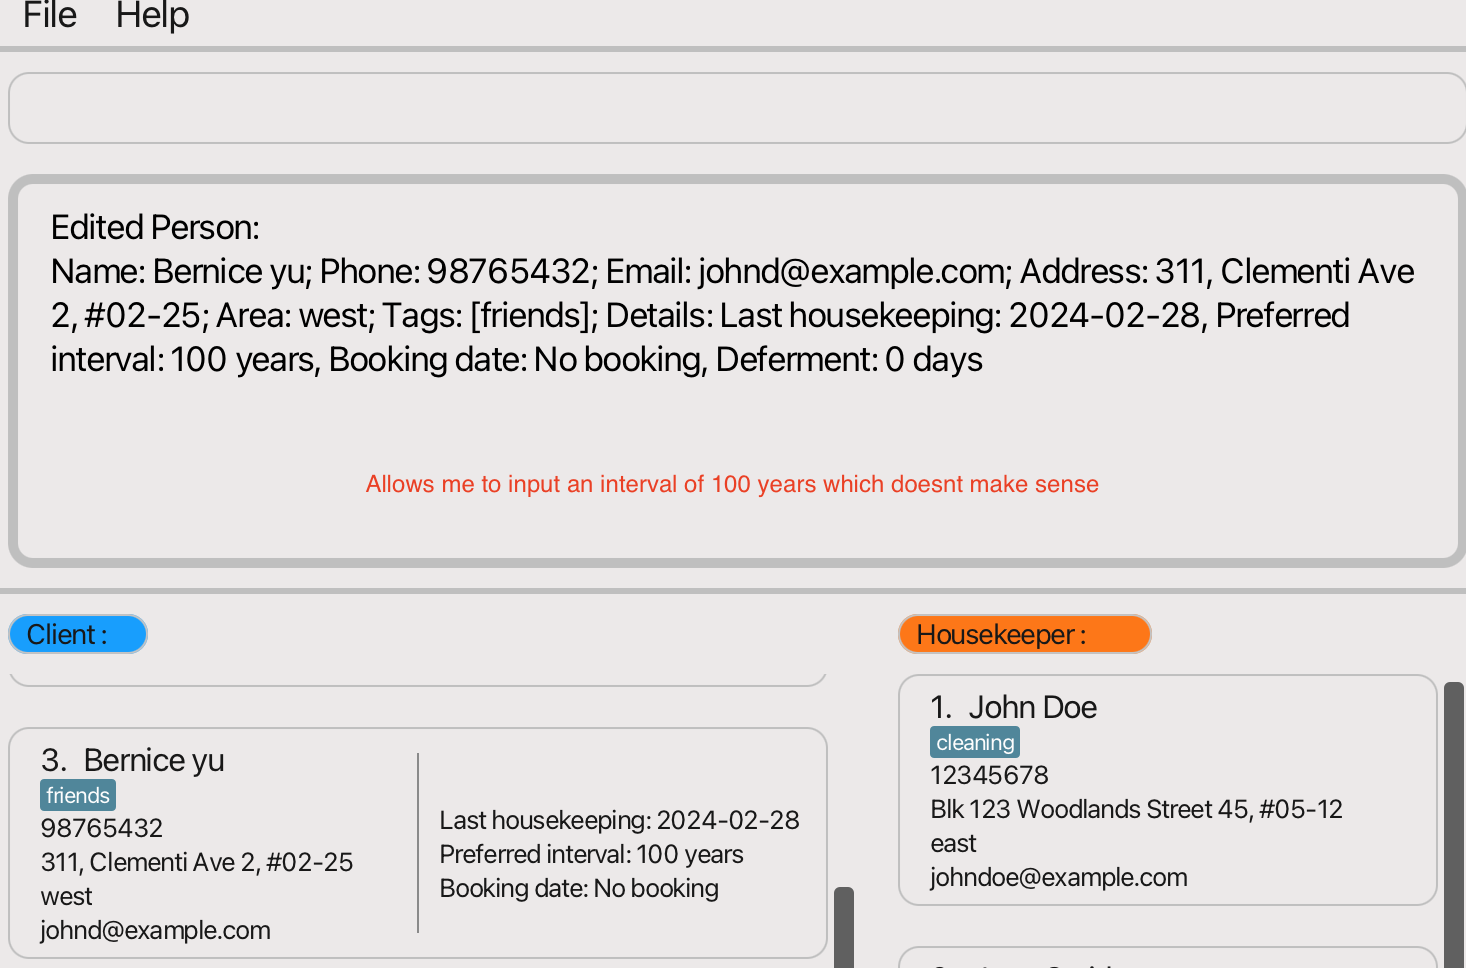 File Help
Edited Person:
Name: Bernice yu; Phone: 98765432; Email: johnd@example.com; Address: 311, Clementi Ave
2, #02-25; Area: west; Tags: [friends]; Details: Last housekeeping: 2024-02-28, Preferred
interval: 100 years, Booking date: No booking, Deferment: 0 days
Allows me to input an interval of 100 years which doesnt make sense
Client :
3. Bernice yu
friends
98765432
311, Clementi Ave 2, #02-25
west
johnd@example.com
Last housekeeping: 2024-02-28
Preferred interval: 100 years
Booking date: No booking
Housekeeper :
1. John Doe
cleaning
12345678
Blk 123 Woodlands Street 45, #05-12
east
johndoe@example.com